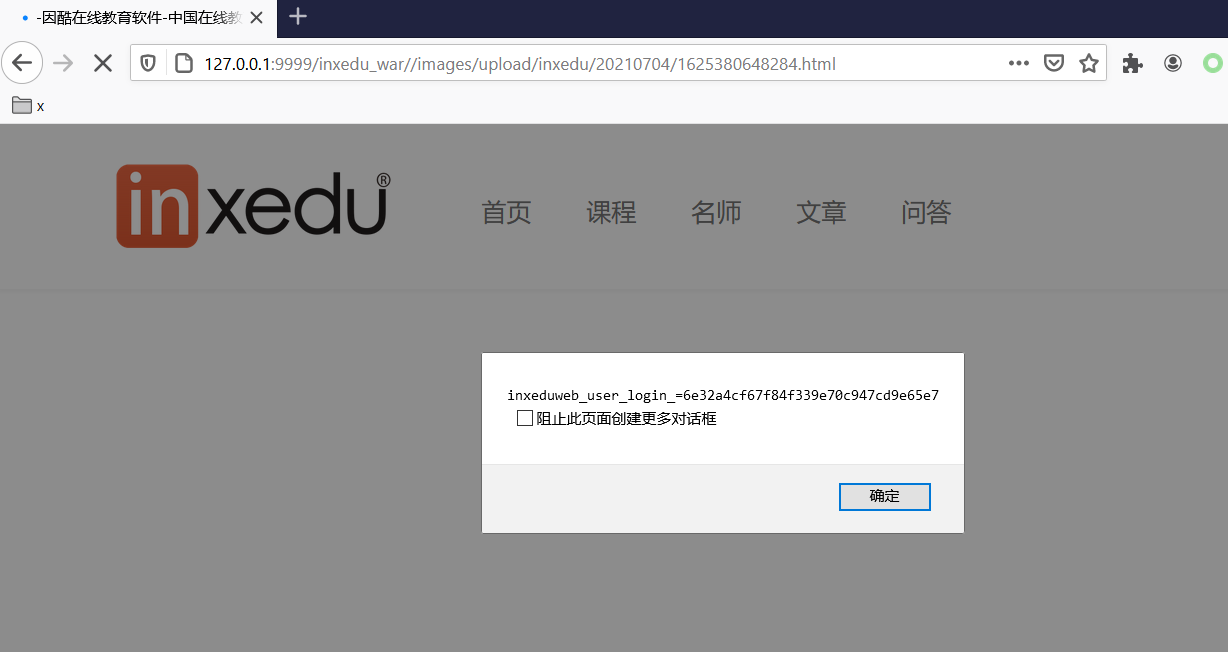 -因酷在线教育软件-中国在线教
127.0.0.1:9999/inxedu_war//images/upload/inxedu/20210704/1625380648284.html
x
inxedu®
首页 课程 名师 文章 问答
inxeduweb_user_login_=6e32a4cf67f84f339e70c947cd9e65e7
阻止此页面创建更多对话框
确定